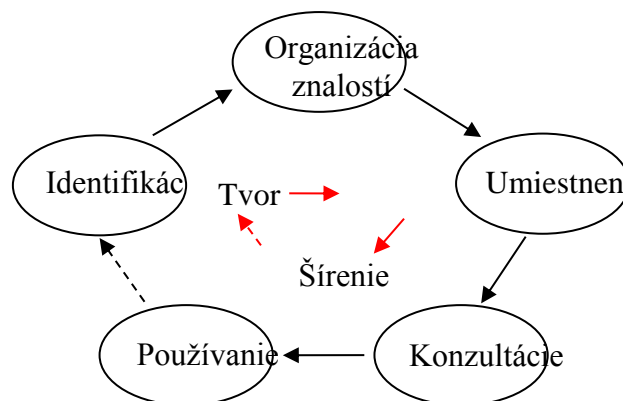 Organizácia
znalostí
Identifikác
Umiestnen
Tvor
Šírenie
Používanie
Konzultácie